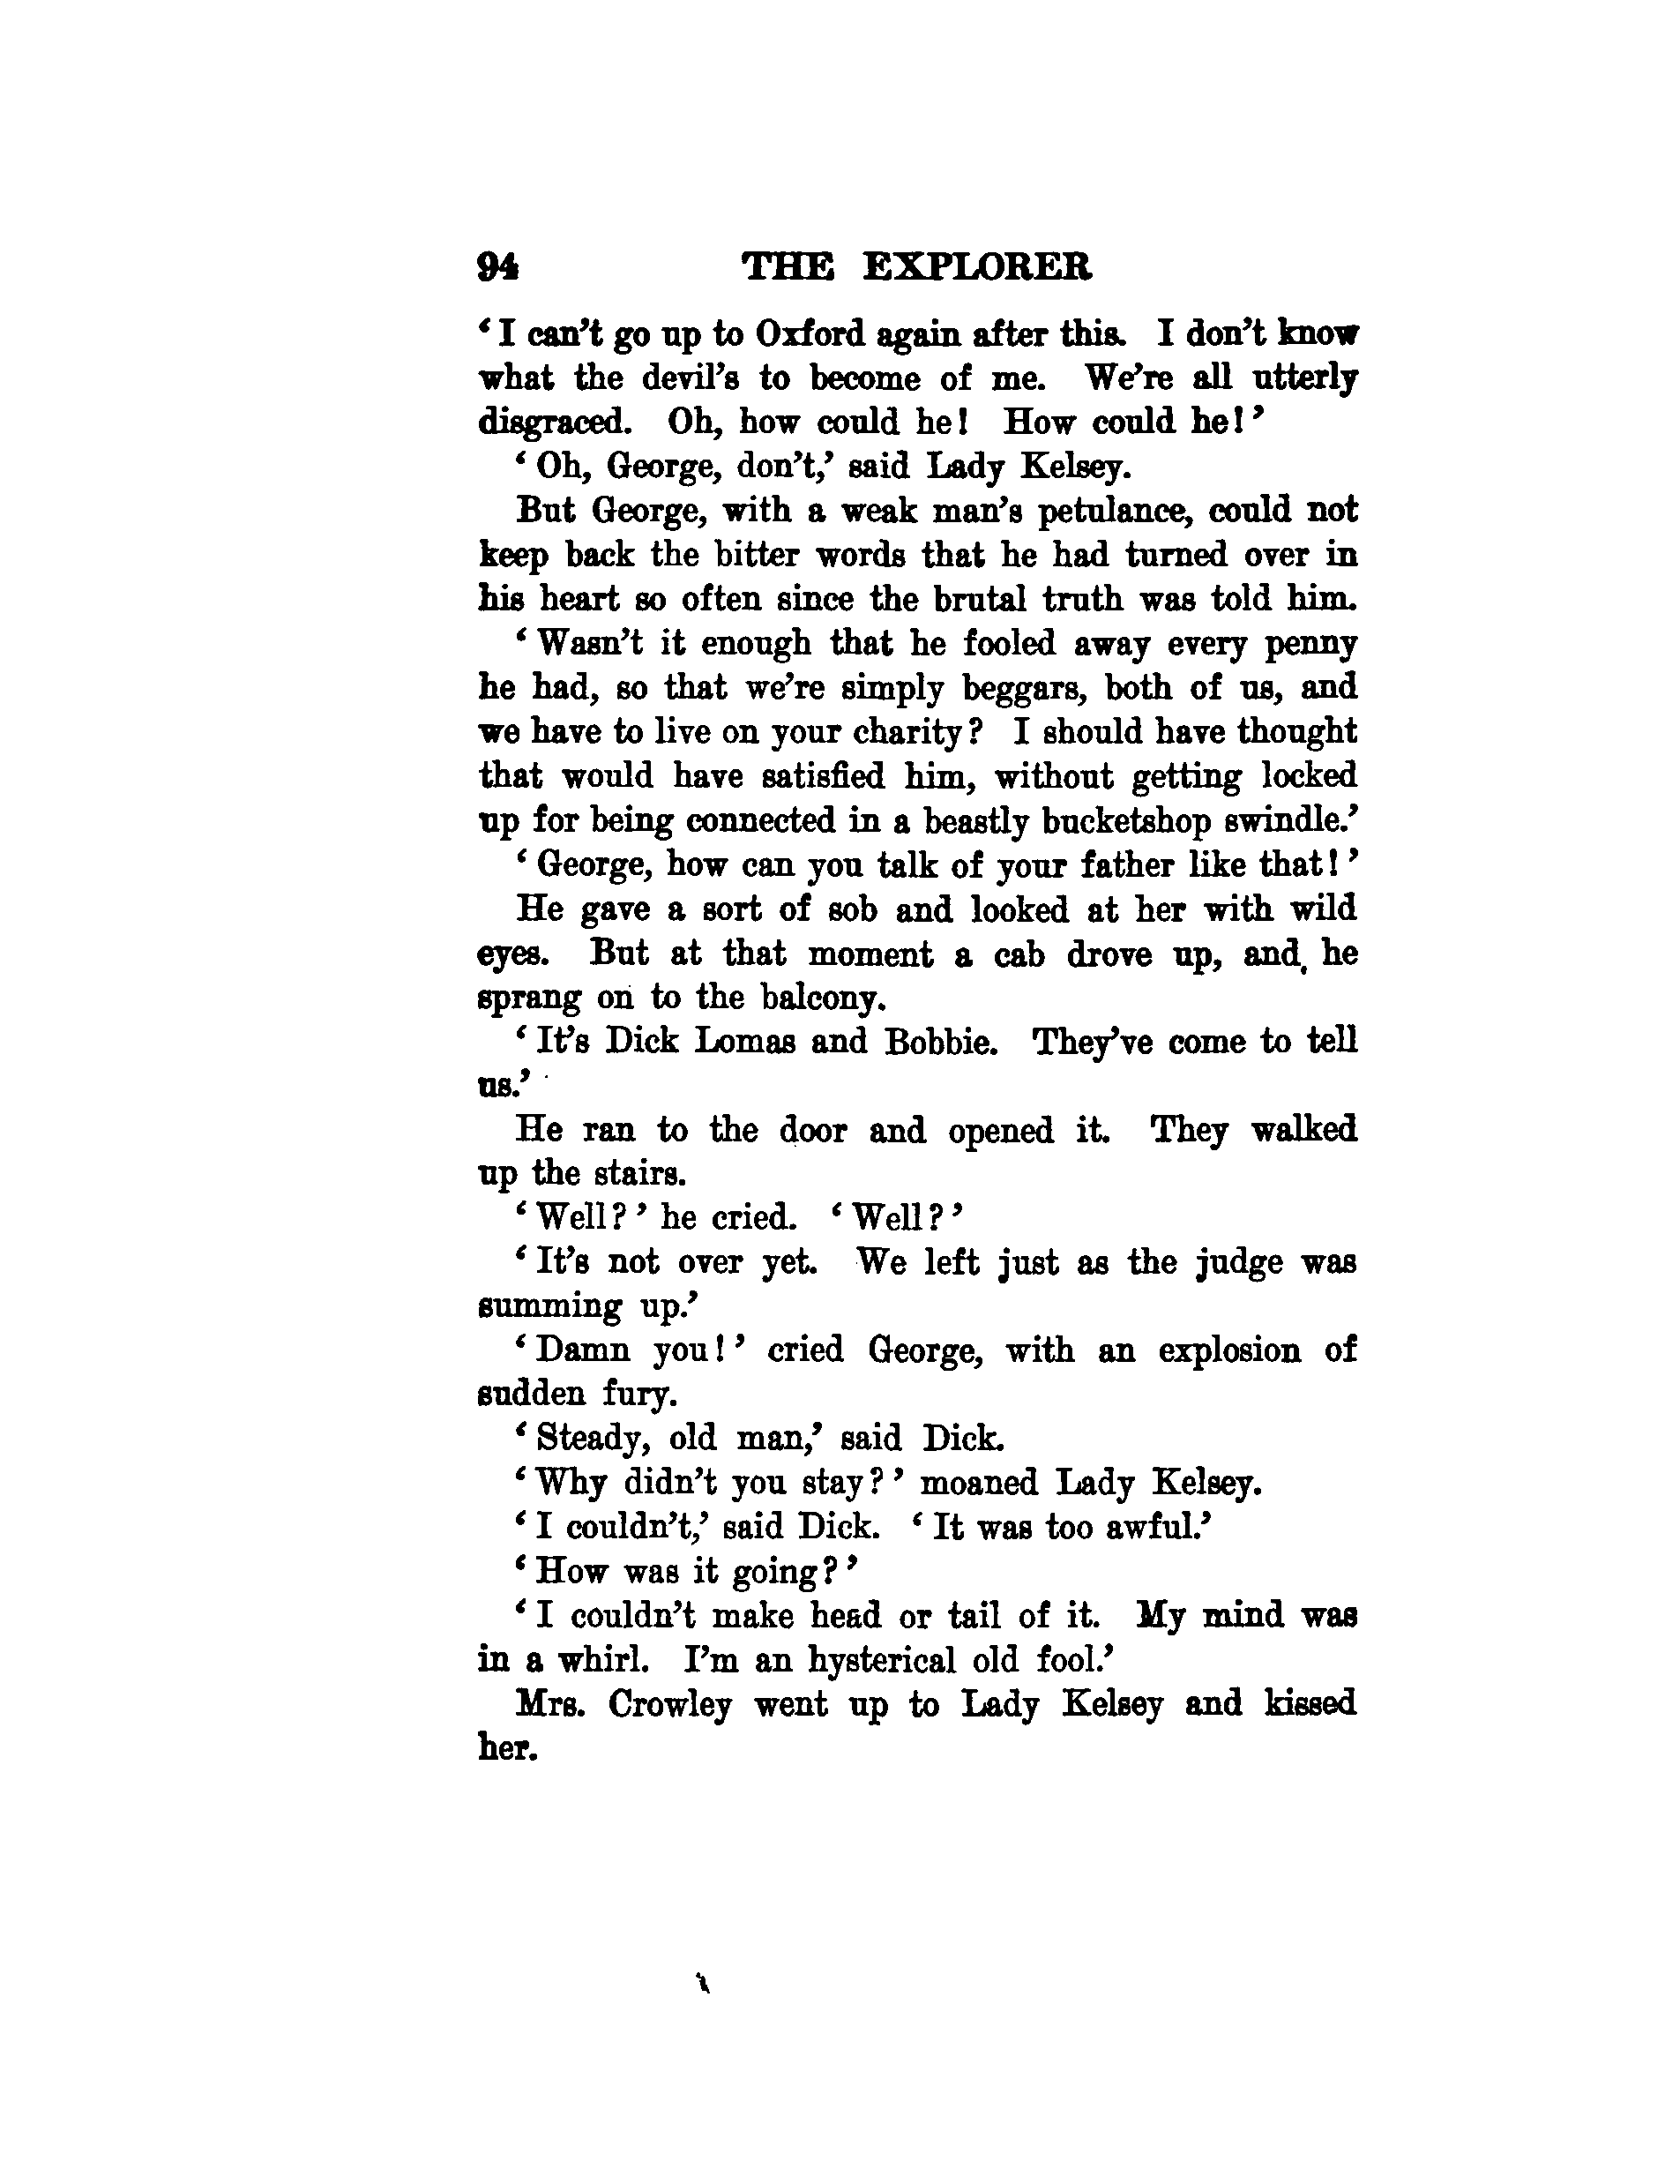 94 THE EXPLORER
‘I can’t go up to Oxford again after this. I don’t know
what the devil’s to become of me. We’re all utterly
disgraced. Oh, how could he! How could he!’
‘Oh, George, don’t,’ said Lady Kelsey.
But George, with a weak man’s petulance, could not
keep back the bitter words that he had turned over in
his heart so often since the brutal truth was told him.
‘Wasn’t it enough that he fooled away every penny
he had, so that we’re simply beggars, both of us, and
we have to live on your charity? I should have thought
that would have satisfied him, without getting locked
up for being connected in a beastly bucketshop swindle.’
‘George, how can you talk of your father like that!’
He gave a sort of sob and looked at her with wild
eyes. But at that moment a cab drove up, and he
sprang on to the balcony.
‘It’s Dick Lomas and Bobbie. They’ve come to tell
us.’
He ran to the door and opened it. They walked
up the stairs.
‘Well?’ he cried. ‘Well?’
‘It’s not over yet. We left just as the judge was
summing up.’
‘Damn you!’ cried George, with an explosion of
sudden fury.
‘Steady, old man,’ said Dick.
‘Why didn’t you stay?’ moaned Lady Kelsey.
‘I couldn’t,’ said Dick. ‘It was too awful.’
‘How was it going?’
‘I couldn’t make head or tail of it. My mind was
in a whirl. I’m an hysterical old fool.’
Mrs. Crowley went up to Lady Kelsey and kissed
her.